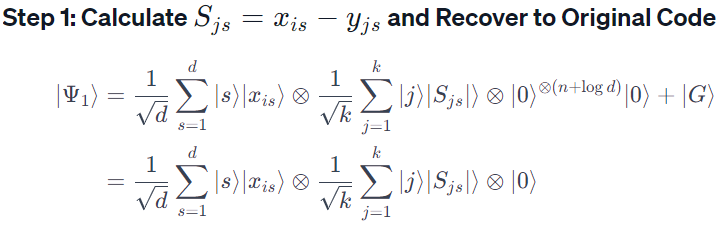 Step 1: Calculate $S_{js} = x_{is} - y_{js}$ and Recover to Original Code
$|\Psi_1\rangle = \frac{1}{\sqrt{d}} \sum_{s=1}^{d} |s\rangle|x_{is}\rangle \otimes \frac{1}{\sqrt{k}} \sum_{j=1}^{k} |j\rangle|S_{js}|\rangle \otimes |0\rangle^{\otimes(n+\log d)}|0\rangle + |G\rangle$
$= \frac{1}{\sqrt{d}} \sum_{s=1}^{d} |s\rangle|x_{is}\rangle \otimes \frac{1}{\sqrt{k}} \sum_{j=1}^{k} |j\rangle|S_{js}|\rangle \otimes |0\rangle$